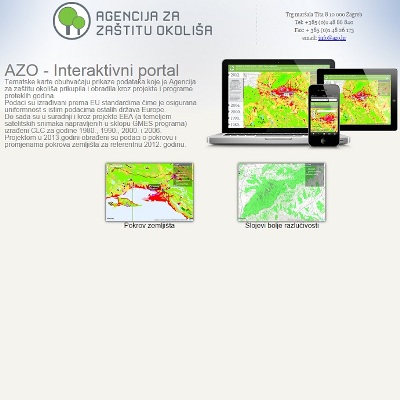 AGENCIJA ZA
ZAŠTITU OKOLIŠA
Trg maršala Tita 8 10 000 Zagreb
Tel: +385 (0)1 48 86 840
Fax: + 385 (0)1 48 26 173
email: info@azo.hr
AZO - Interaktivni portal
Tematske karte obuhvaćaju prikaze podataka koje je Agencija
za zaštitu okoliša prikupila i obradila kroz projekte i programe
proteklih godina.
Podaci su izrađivani prema EU standardima čime je osigurana
uniformnost s istim podacima ostalih država Europe.
Do sada su u suradnji i kroz projekte EEA (a temeljem
satelitskih snimaka napravljenih u sklopu GMES programa)
izrađeni CLC za godine 1980., 1990., 2000. i 2006.
Projektom u 2013.godini obrađeni su podaci o pokrovu i
promjenama pokrova zemljišta za referentnu 2012. godinu.
Pokrov zemljišta
Slojevi bolje razlučivosti